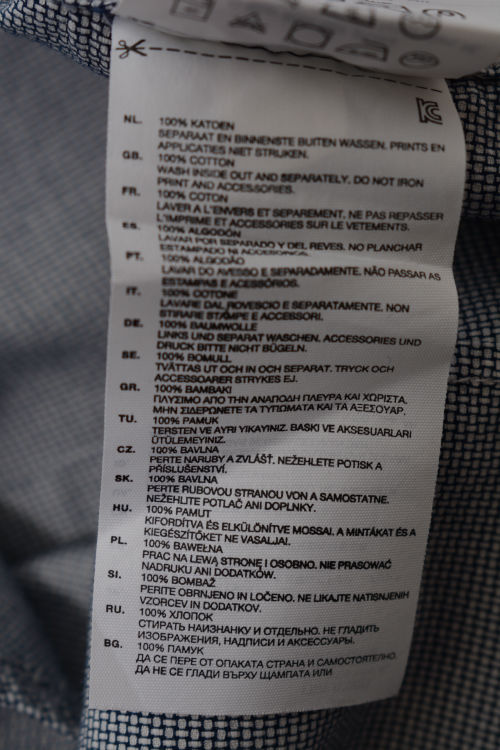 NL. 100% KATOEN
SEPARAAT EN BINNENSTE BUITEN WASSEN. PRINTS EN
APPLICATIES NIET STRIJKEN.
GB. 100% COTTON
WASH INSIDE OUT AND SEPARATELY. DO NOT IRON
PRINT AND ACCESSORIES.
FR. 100% COTON
LAVER A L'ENVERS ET SEPAREMENT. NE PAS REPASSER
L'IMPRIME ET ACCESSORIES SUR LE VETEMENTS.
ES. 100% ALGODÓN
LAVAR POR SEPARADO Y DEL REVES. NO PLANCHAR
ESTAMPADO NI ACCESORIOS.
PT. 100% ALGODÃO
LAVAR DO AVESSO E SEPARADAMENTE. NÃO PASSAR AS
ESTAMPAS E ACESSÓRIOS.
IT. 100% COTONE
LAVARE DAL ROVESCIO E SEPARATAMENTE. NON
STIRARE STAMPE E ACCESSORI.
DE. 100% BAUMWOLLE
LINKS UND SEPARAT WASCHEN. ACCESSORIES UND
DRUCK BITTE NICHT BÜGELN.
SE. 100% BOMULL
TVÄTTAS UT OCH IN OCH SEPARAT. TRYCK OCH
ACCESSOARER STRYKES EJ.
GR. 100% BAMBAKI
ΠΛΥΣΙΜΟ ΑΠΟ ΤΗΝ ΑΝΑΠΟΔΗ ΠΛΕΥΡΑ ΚΑΙ ΧΩΡΙΣΤΑ.
ΜΗΝ ΣΙΔΕΡΩΝΕΤΕ ΤΑ ΤΥΠΩΜΑΤΑ ΚΑΙ ΤΑ ΑΞΕΣΟΥΑΡ.
TU. 100% PAMUK
TERSTEN VE AYRI YIKAYINIZ. BASKI VE AKSESUARLARI
ÜTÜLEMEYINIZ.
CZ. 100% BAVLNA
PERTE NARUBY A ZVLÁŠŤ. NEŽEHLETE POTISK A
PŘÍSLUŠENSTVÍ.
SK. 100% BAVLNA
PERTE RUBOVOU STRANOU VON A SAMOSTATNE.
NEŽEHLITE POTLAČ ANI DOPLNKY.
HU. 100% PAMUT
KIFORDÍTVA ÉS ELKÜLÖNÍTVE MOSSAI. A MINTÁKAT ÉS A
KIEGÉSZÍTŐKET NE VASALJAI.
PL. 100% BAWEŁNA
PRAC NA LEWĄ STRONĘ I OSOBNO. NIE PRASOWAĆ
NADRUKU ANI DODATKÓW.
SI. 100% BOMBAŽ
PERITE OBRNJENO IN LOČENO. NE LIKAJTE NATISNJENIH
VZORCEV IN DODATKOV.
RU. 100% ХЛОПОК
СТИРАТЬ НАИЗНАНКУ И ОТДЕЛЬНО. НЕ ГЛАДИТЬ
ИЗОБРАЖЕНИЯ, НАДПИСИ И АКСЕССУАРЫ.
BG. 100% ПАМУК
ДА СЕ ПЕРЕ ОТ ОПАКАТА СТРАНА И САМОСТОЯТЕЛНО.
ДА НЕ СЕ ГЛАДИ ВЪРХУ ЩАМПАТА ИЛИ